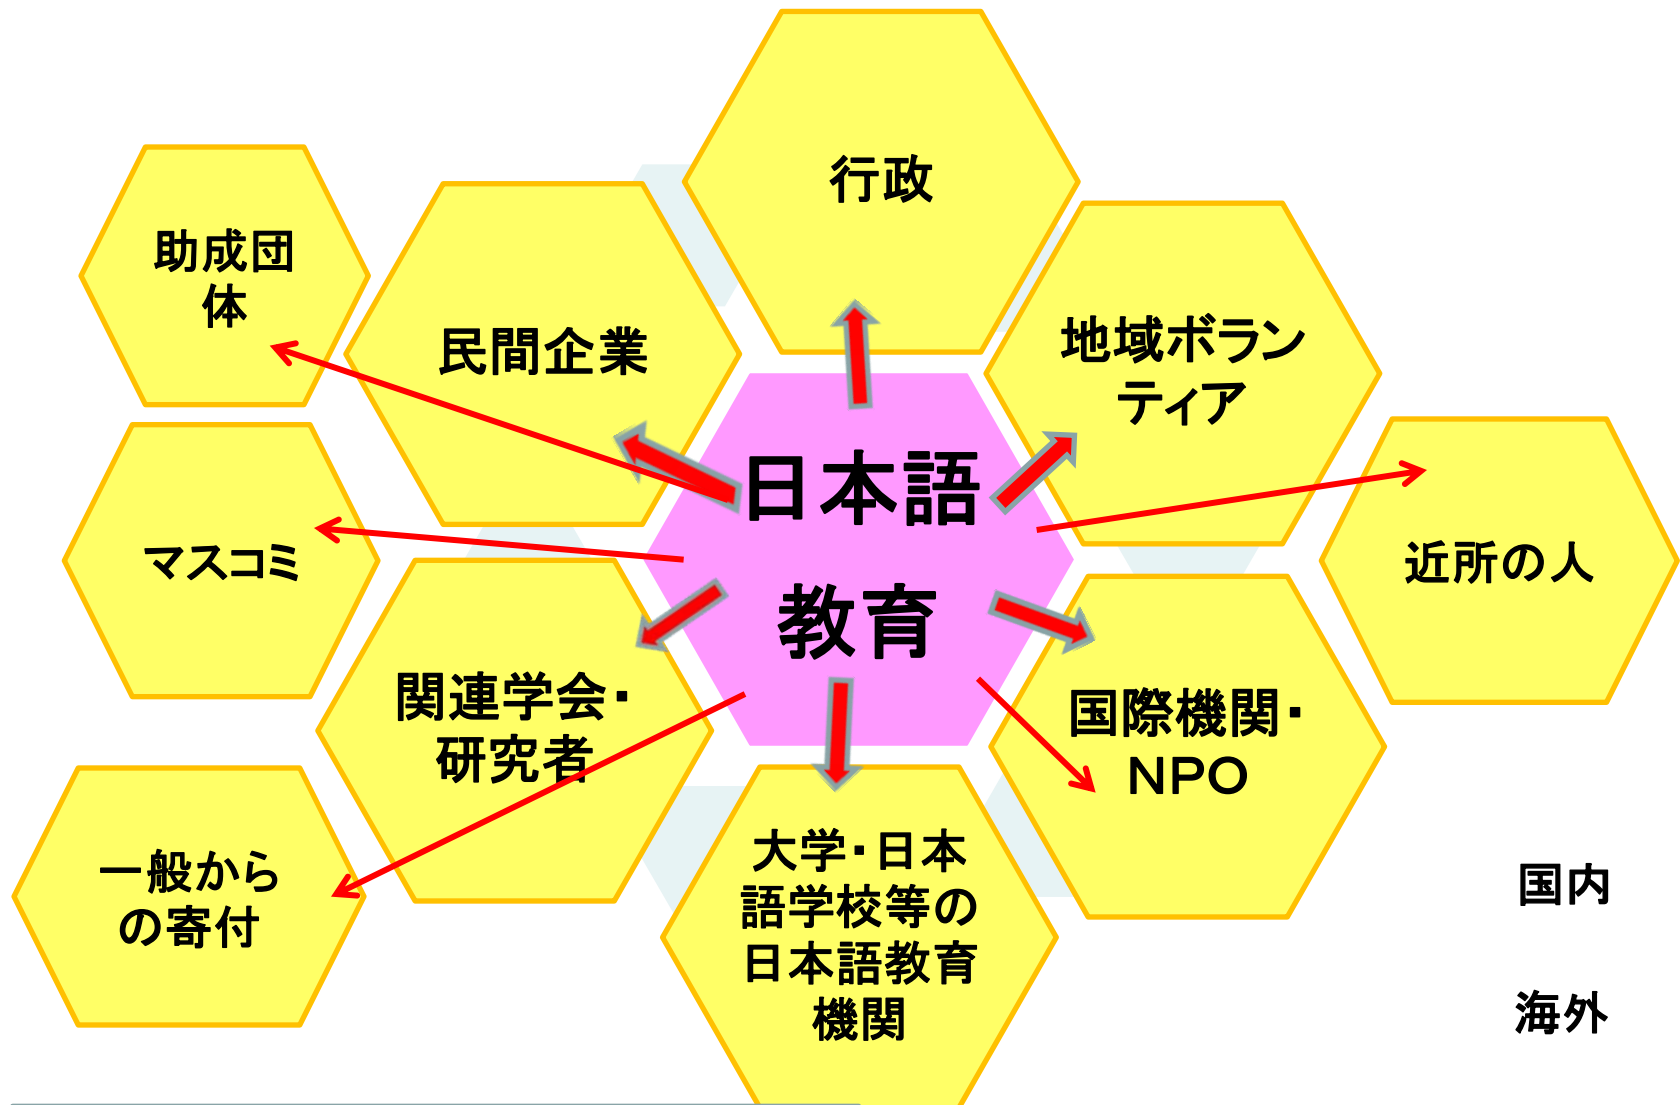 行政
助成団
体
民間企業
地域ボラン
ティア
日本語
教育
マスコミ
近所の人
関連学会・
研究者
国際機関・
NPO
一般から
の寄付
大学・日本
語学校等の
日本語教育
機関
国内
海外